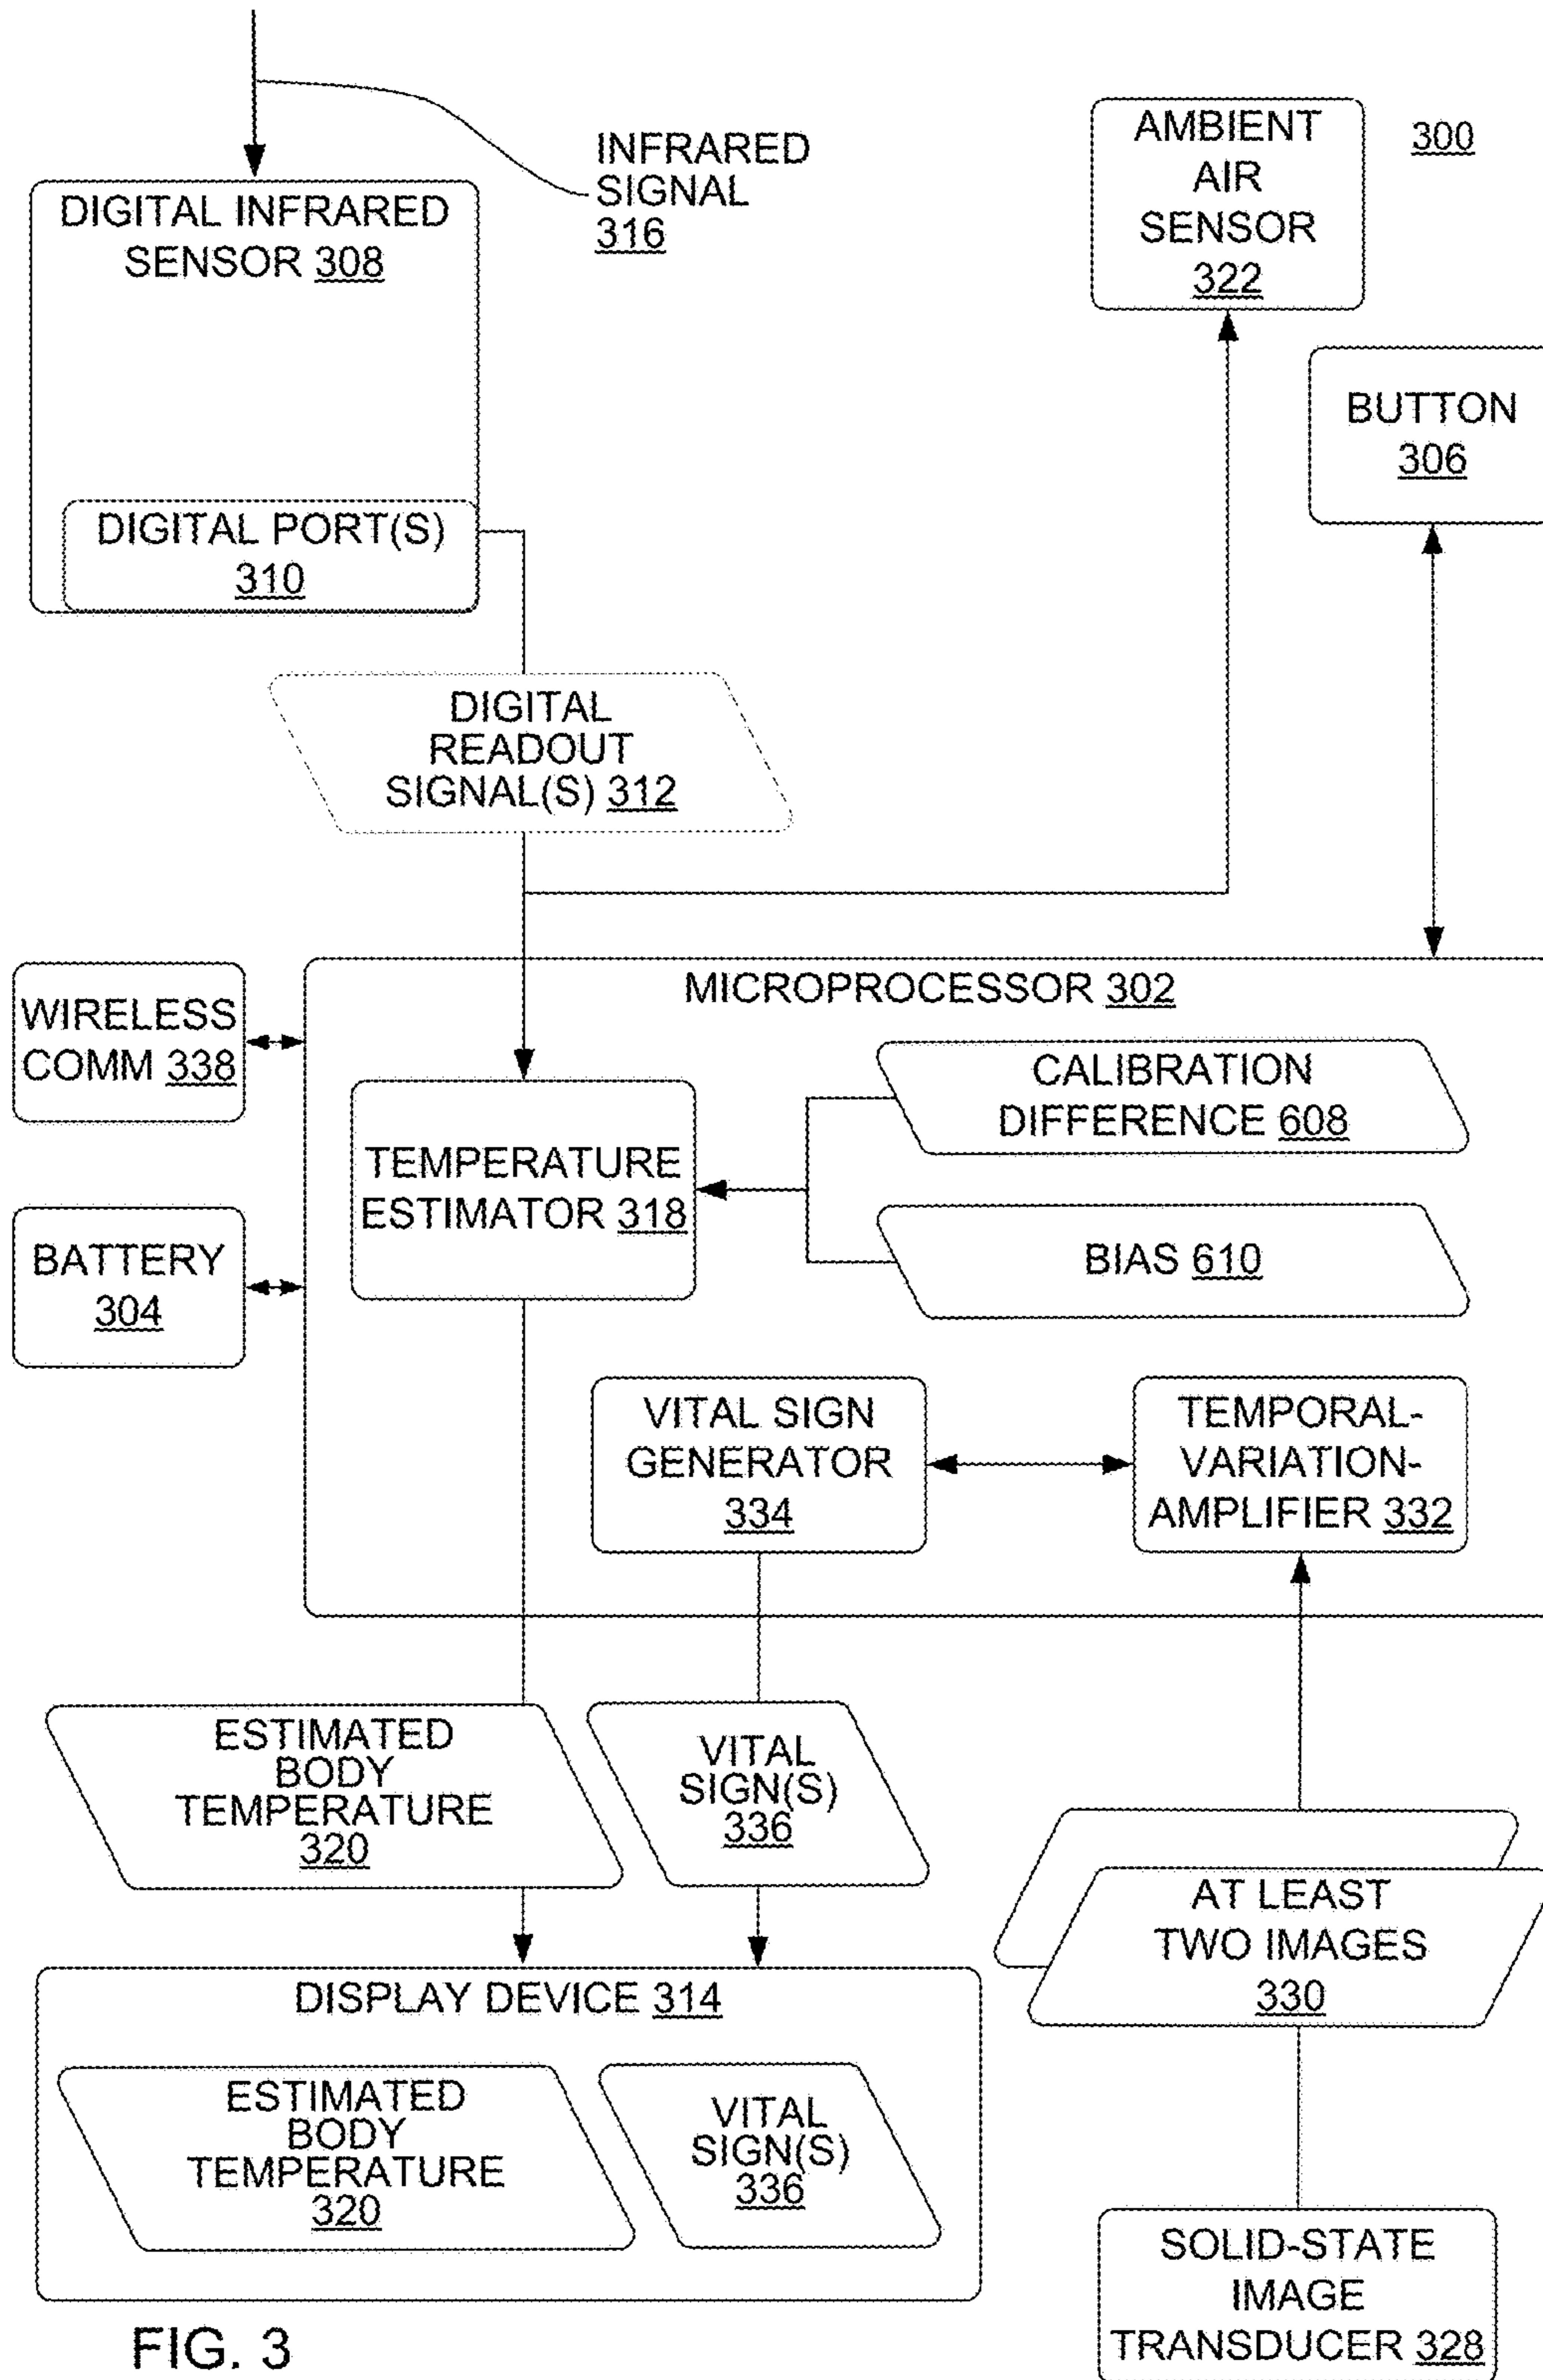 INFRARED
SIGNAL
316
AMBIENT
AIR
SENSOR
322
300
DIGITAL INFRARED
SENSOR 308
BUTTON
306
DIGITAL PORT(S)
310
DIGITAL
READOUT
SIGNAL(S) 312
MICROPROCESSOR 302
WIRELESS
COMM 338
CALIBRATION
DIFFERENCE 608
TEMPERATURE
ESTIMATOR 318
BATTERY
304
BIAS 610
VITAL SIGN
GENERATOR
334
TEMPORAL-
VARIATION-
AMPLIFIER 332
ESTIMATED
BODY
TEMPERATURE
320
VITAL
SIGN(S)
336
AT LEAST
TWO IMAGES
330
DISPLAY DEVICE 314
ESTIMATED
BODY
TEMPERATURE
320
VITAL
SIGN(S)
336
SOLID-STATE
IMAGE
TRANSDUCER 328
FIG. 3